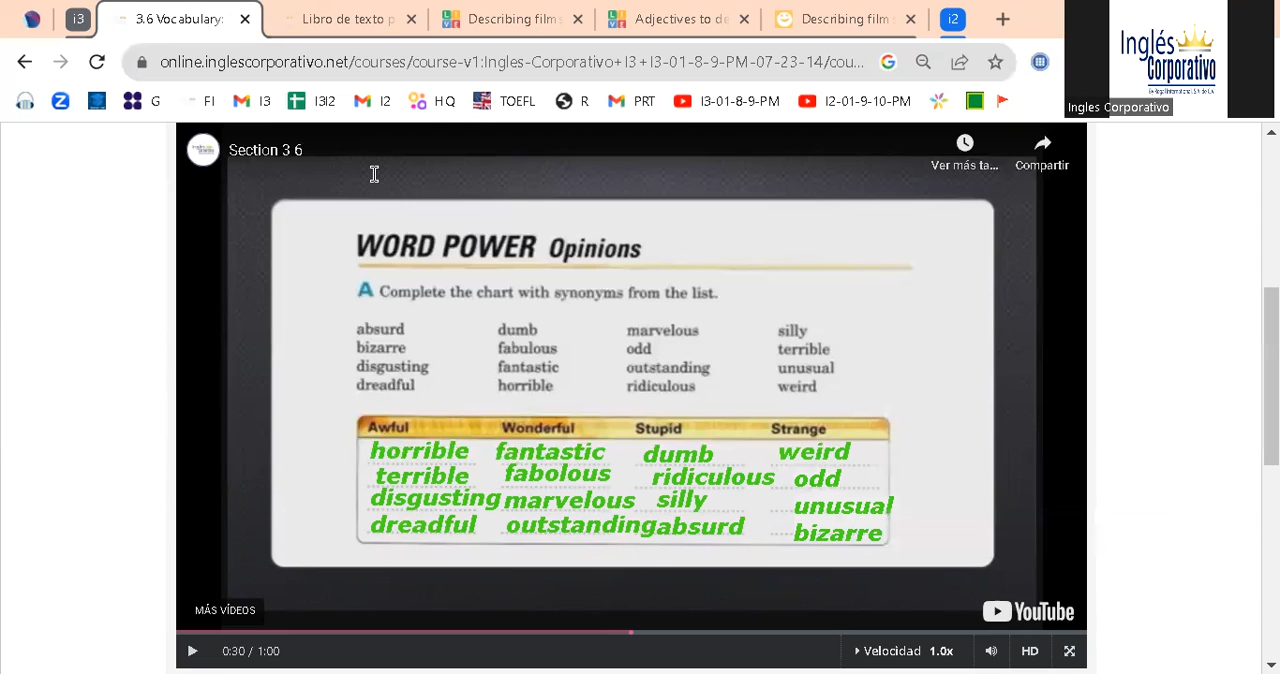 i3
3.6 Vocabulary:
Libro de texto p
Describing film s
Adjectives to de
Describing film
i2
online.inglescorporativo.net/courses/course-v1:Ingles-Corporativo+I3+I3-01-8-9-PM-07-23-14/cou...
G
FI
I3
I3I2
I2
HQ
TOEFL
R
PRT
I3-01-8-9-PM
I2-01-9-10-PM
Inglés
Corporativo
Ingles Corporativo
Section 3 6
Ver más ta...
Compartir
WORD POWER Opinions
A Complete the chart with synonyms from the list.
absurd dumb marvelous silly
bizarre fabulous odd terrible
disgusting fantastic outstanding unusual
dreadful horrible ridiculous weird
Awful Wonderful Stupid Strange
horrible fantastic dumb weird
terrible fabolous ridiculous odd
disgusting marvelous silly unusual
dreadful outstanding absurd bizarre
MÁS VÍDEOS
YouTube
0:30 / 1:00
Velocidad 1.0x
HD